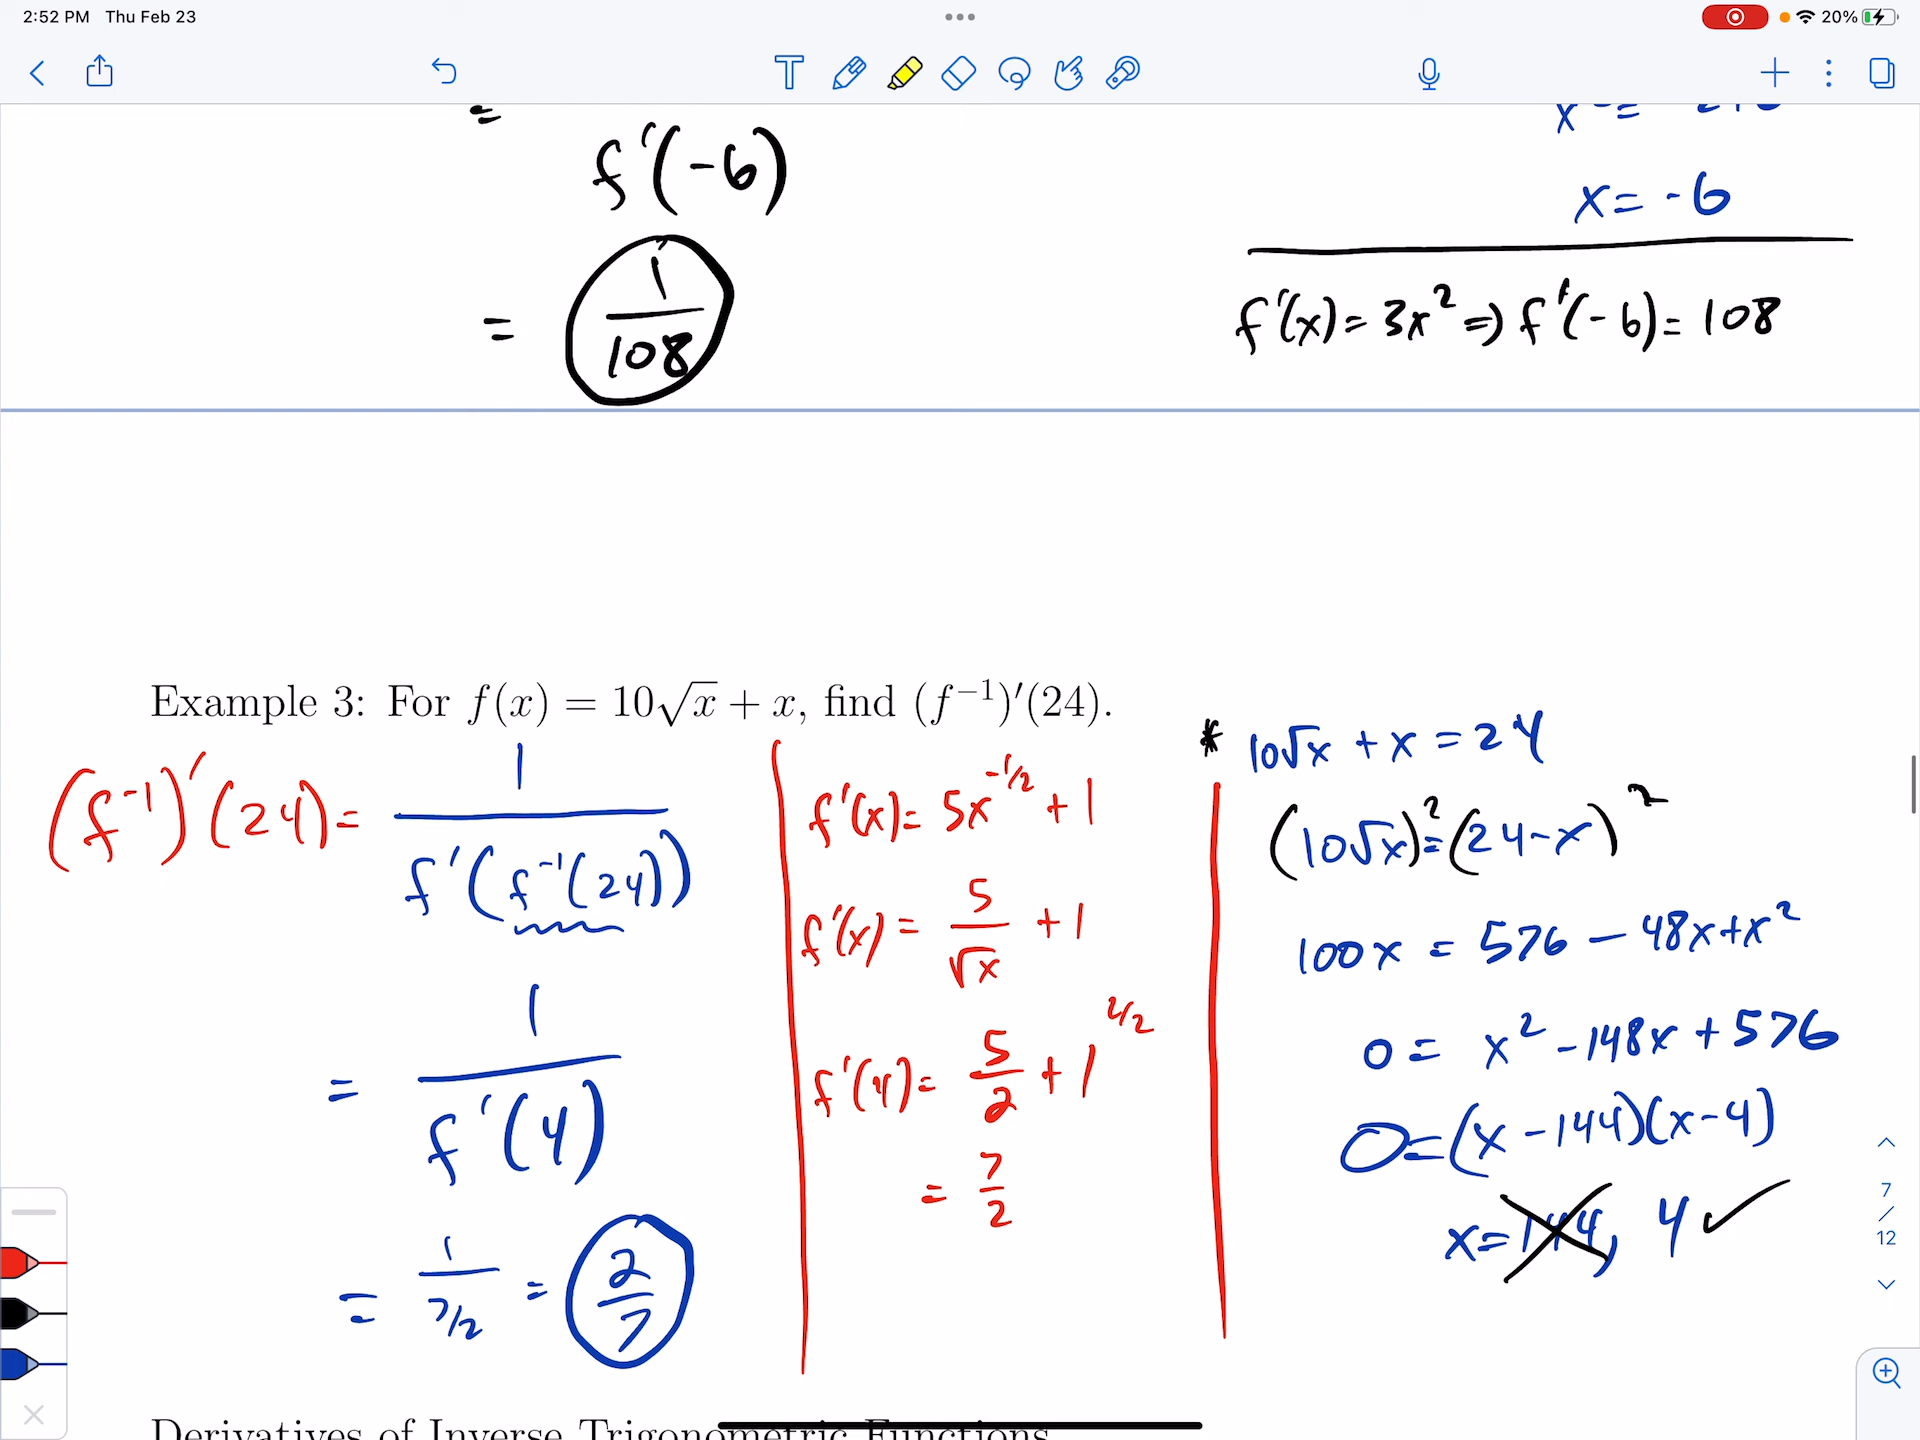 2:52 PM Thu Feb 23
20%
T
=
f'(-6)
= 1/108
x = -6
f'(x) = 3x² ⇒ f'(-6) = 108
Example 3: For f(x) = 10√x + x, find (f⁻¹)'(24).
(f⁻¹)'(24) = 1/f'(f⁻¹(24))
= 1/f'(4)
= 1/7/2 = 2/7
f'(x) = 5x^-1/2 + 1
f'(x) = 5/√x + 1
f'(4) = 5/2 + 1 2/2
= 7/2
* 10√x + x = 24
(10√x)² = (24-x)²
100x = 576 - 48x + x²
0 = x² - 148x + 576
0 = (x - 144)(x - 4)
x = 144, 4 ✓
7
/
12
Derivatives of Inverse Trigonometric Functions